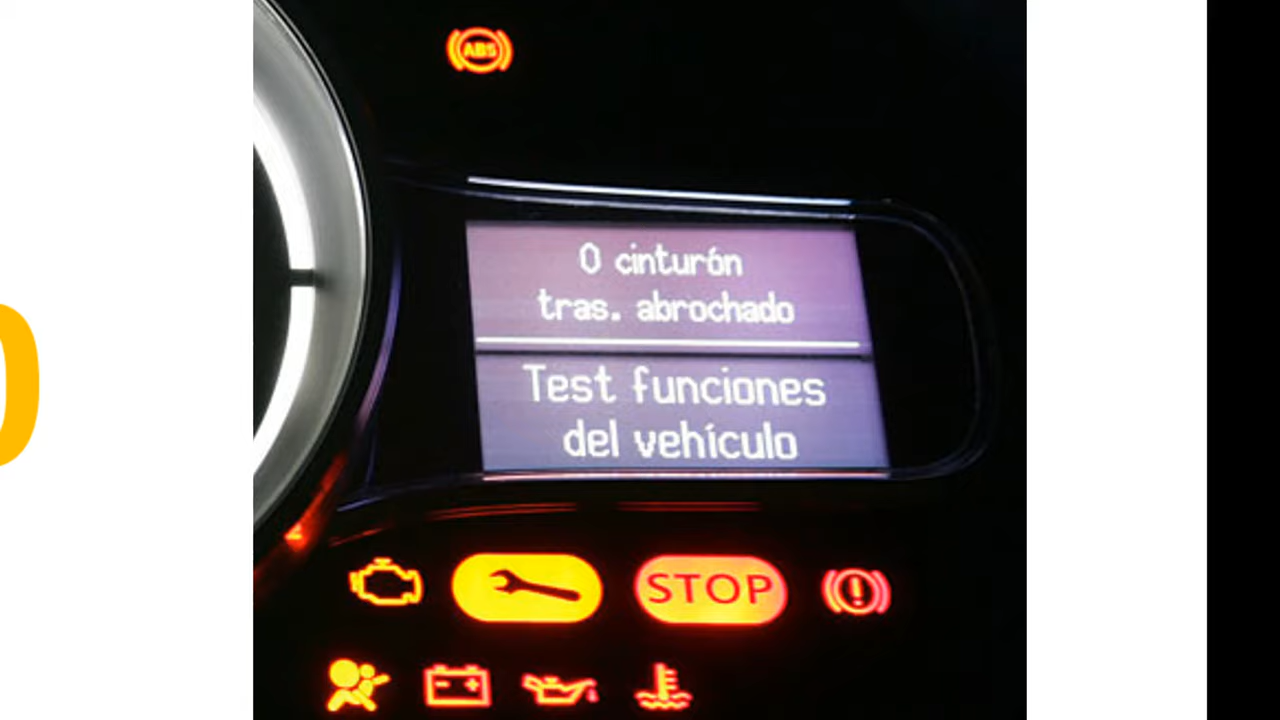 ABS
0 cinturón
tras. abrochado
Test funciones
del vehículo
STOP